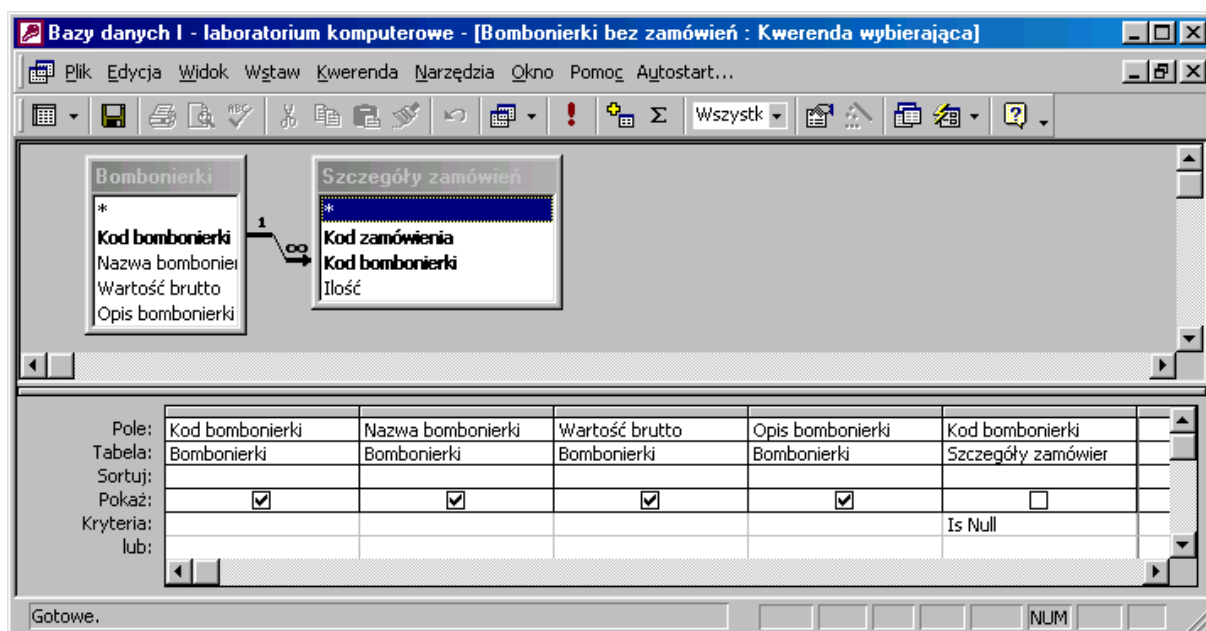 Bazy danych I - laboratorium komputerowe - [Bombonierki bez zamówień : Kwerenda wybierająca]
Plik Edycja Widok Wstaw Kwerenda Narzędzia Okno Pomoc Autostart...
ABC Σ Wszystk
Bombonierki Szczegóły zamówień
* *
Kod bombonierki 1 ∞ Kod zamówienia
Nazwa bombonier Kod bombonierki
Wartość brutto Ilość
Opis bombonierki
Pole: Kod bombonierki Nazwa bombonierki Wartość brutto Opis bombonierki Kod bombonierki
Tabela: Bombonierki Bombonierki Bombonierki Bombonierki Szczegóły zamówier
Sortuj:
Pokaż:
Kryteria: Is Null
lub:
Gotowe. NUM